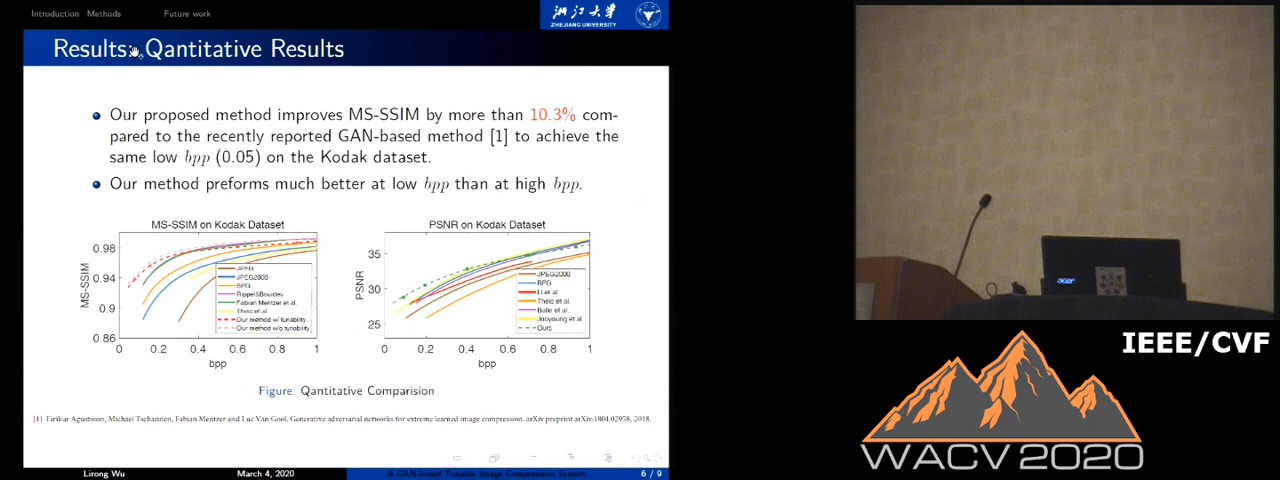 Introduction Methods Future work
浙江大学
ZHEJIANG UNIVERSITY
Results: Qantitative Results
Our proposed method improves MS-SSIM by more than 10.3% com-
pared to the recently reported GAN-based method [1] to achieve the
same low bpp (0.05) on the Kodak dataset.
Our method preforms much better at low bpp than at high bpp.
MS-SSIM on Kodak Dataset
MS-SSIM
0.98
0.94
0.9
0.86
0 0.2 0.4 0.6 0.8 1
bpp
JPEG
JPEG2000
BPG
Rippel&Bourdev
Fabian Mentzer et al.
Theis et al.
Our method w/ tunability
Our method w/o tunability
PSNR on Kodak Dataset
PSNR
35
30
25
0 0.2 0.4 0.6 0.8 1
bpp
JPEG2000
BPG
Li et al.
Theis et al.
Balle et al.
Jooyoung et al.
Ours
Figure: Qantitative Comparision
[1] Eirikur Agustsson, Michael Tschannen, Fabian Mentzer and Luc Van Gool. Generative adversarial networks for extreme learned image compression. arXiv preprint arXiv:1804.02958, 2018.
Lirong Wu March 4, 2020 A GAN-based Tunable Image Compression System 6 / 9
acer
IEEE/CVF
WACV 2020